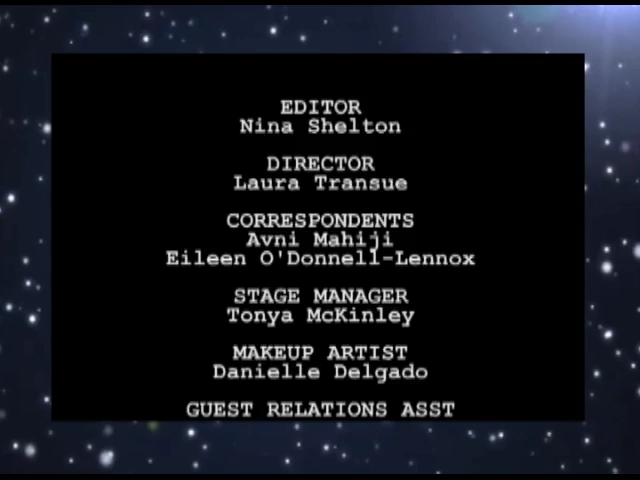 EDITOR
Nina Shelton
DIRECTOR
Laura Transue
CORRESPONDENTS
Avni Mahiji
Eileen O'Donnell-Lennox
STAGE MANAGER
Tonya McKinley
MAKEUP ARTIST
Danielle Delgado
GUEST RELATIONS ASST